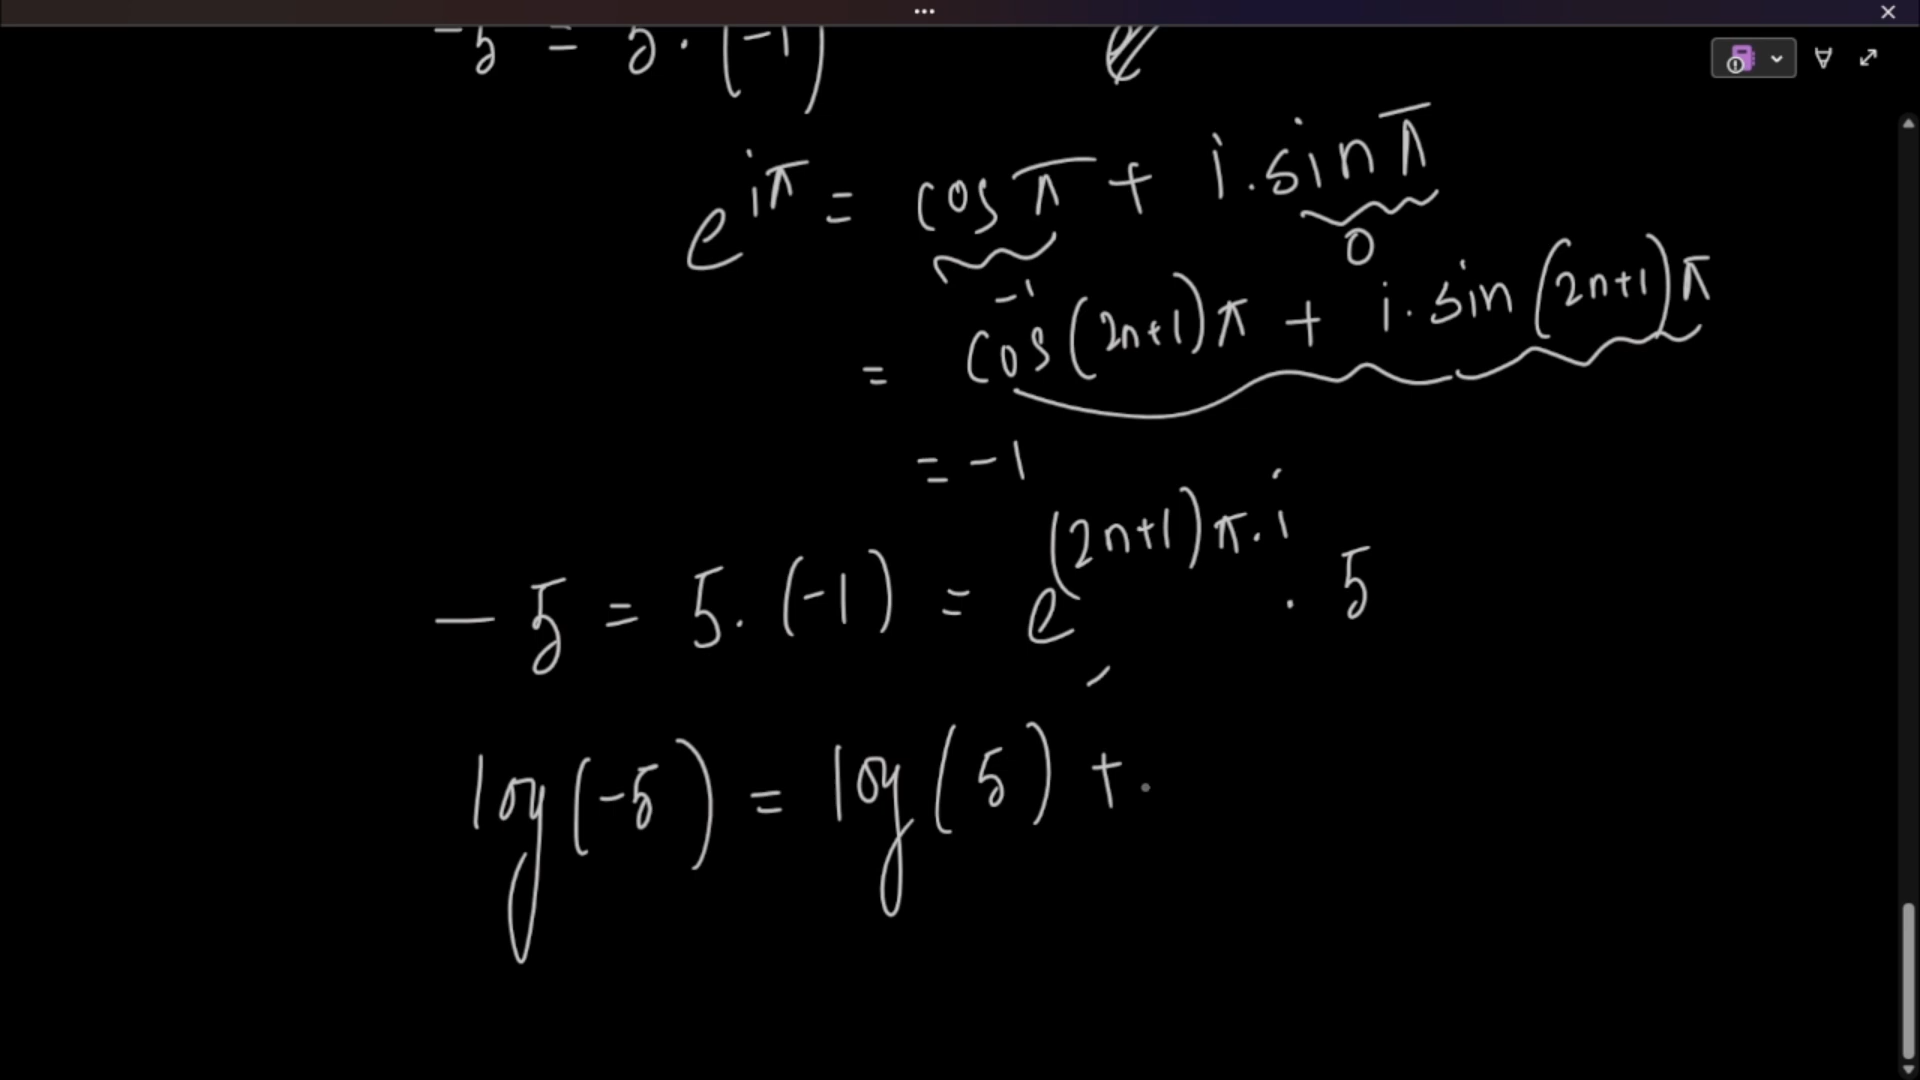 -5 = 5 . (-1)
e^{iπ} = cos π + i . sin π
-1
0
= cos (2n+1) π + i . sin (2n+1) π
= -1
-5 = 5 . (-1) = e^{(2n+1) π . i} . 5
log (-5) = log (5) +